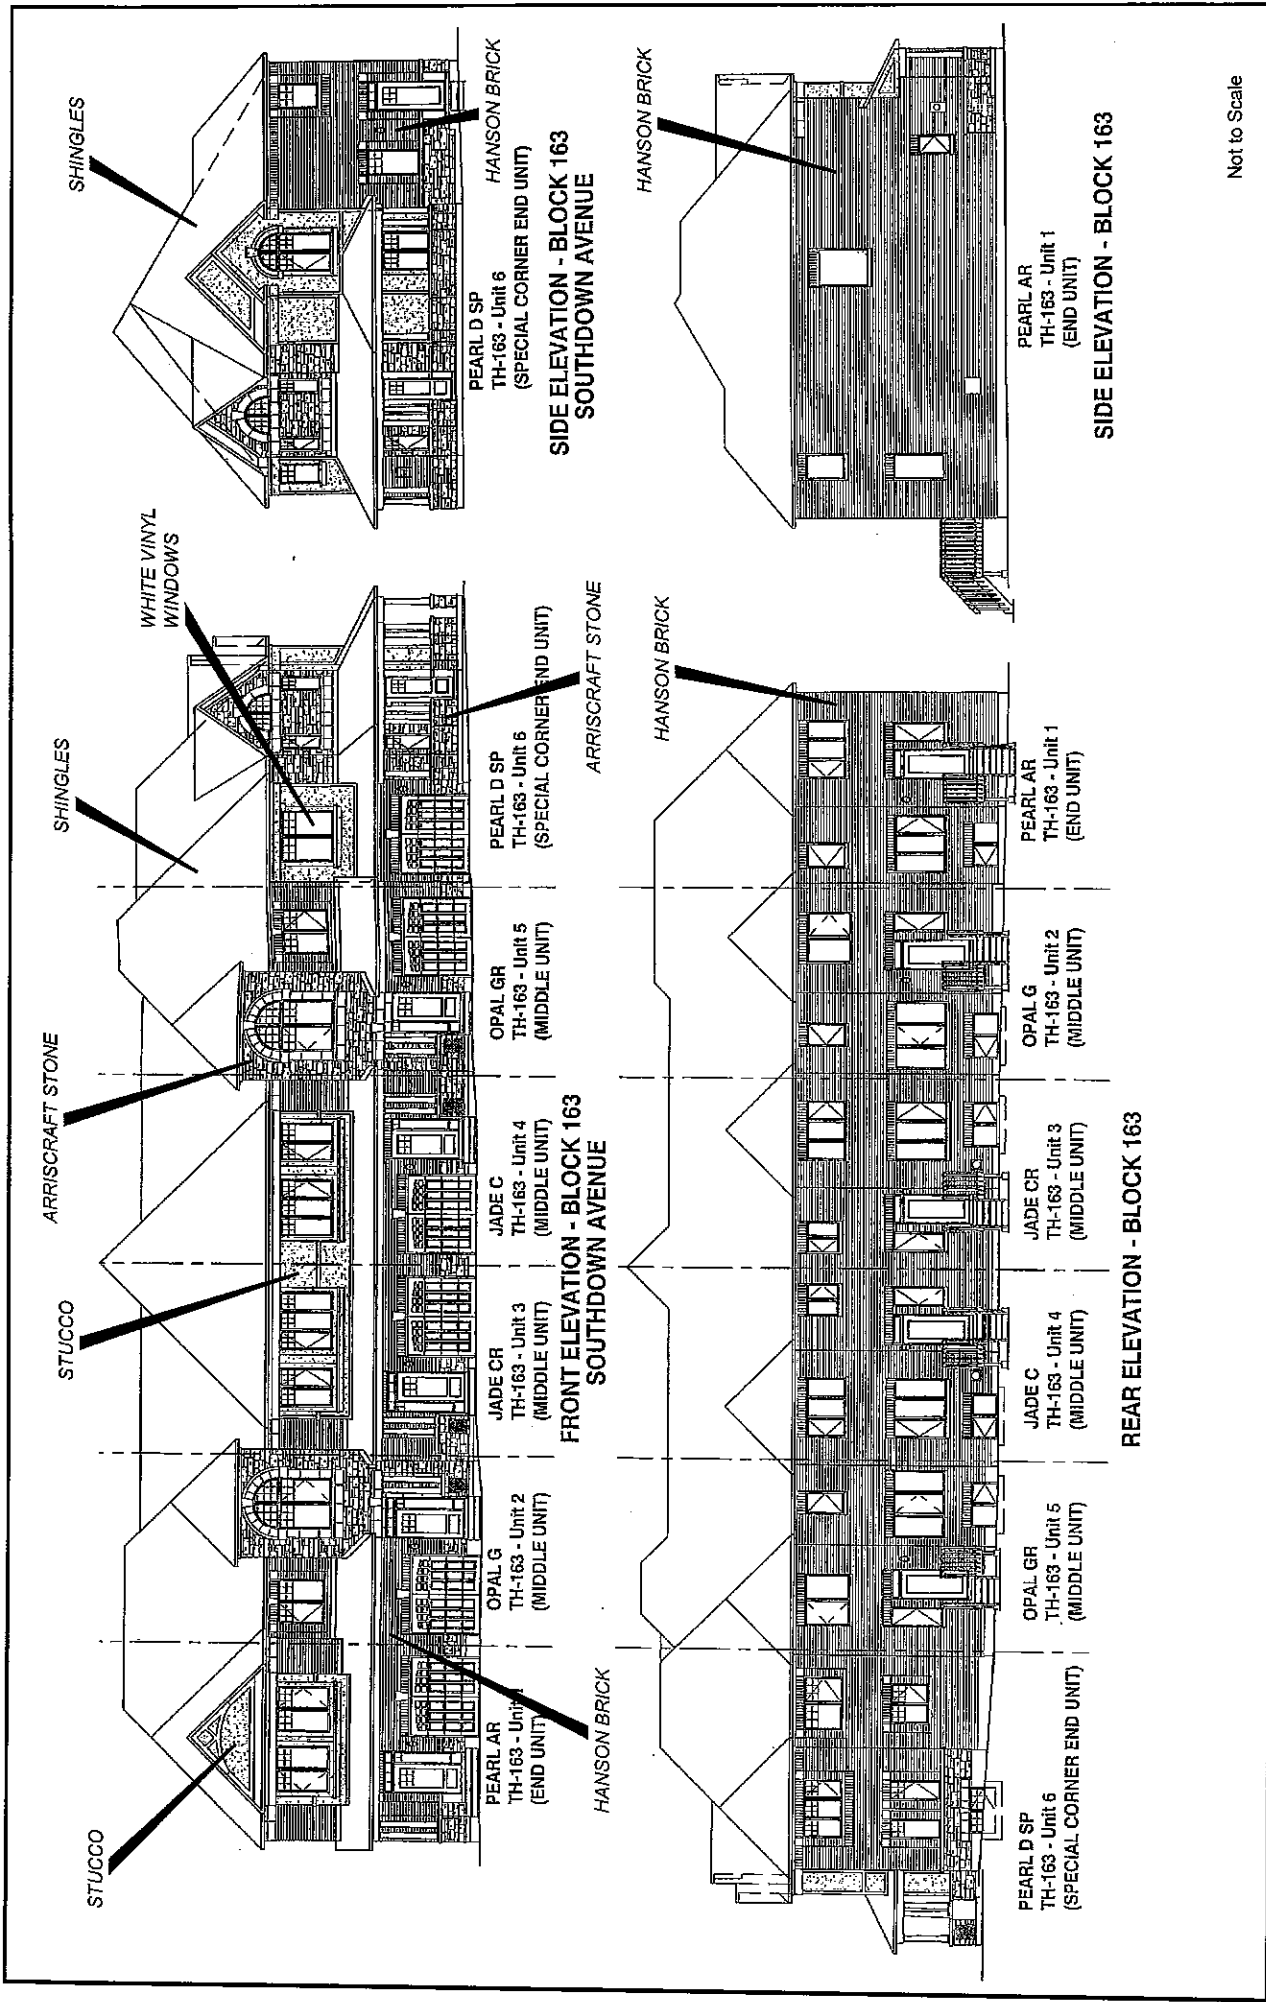 STUCCO
STUCCO
ARRISCRAFT STONE
SHINGLES
WHITE VINYL
WINDOWS
PEARL AR
TH-163 - Unit 1
(END UNIT)
OPAL G
TH-163 - Unit 2
(MIDDLE UNIT)
JADE CR
TH-163 - Unit 3
(MIDDLE UNIT)
JADE C
TH-163 - Unit 4
(MIDDLE UNIT)
OPAL GR
TH-163 - Unit 5
(MIDDLE UNIT)
PEARL D SP
TH-163 - Unit 6
(SPECIAL CORNER END UNIT)
HANSON BRICK
ARRISCRAFT STONE
FRONT ELEVATION - BLOCK 163
SOUTHDOWN AVENUE
SHINGLES
PEARL D SP
TH-163 - Unit 6
(SPECIAL CORNER END UNIT)
HANSON BRICK
SIDE ELEVATION - BLOCK 163
SOUTHDOWN AVENUE
HANSON BRICK
PEARL D SP
TH-163 - Unit 6
(SPECIAL CORNER END UNIT)
OPAL GR
TH-163 - Unit 5
(MIDDLE UNIT)
JADE C
TH-163 - Unit 4
(MIDDLE UNIT)
JADE CR
TH-163 - Unit 3
(MIDDLE UNIT)
OPAL G
TH-163 - Unit 2
(MIDDLE UNIT)
PEARL AR
TH-163 - Unit 1
(END UNIT)
REAR ELEVATION - BLOCK 163
HANSON BRICK
PEARL AR
TH-163 - Unit 1
(END UNIT)
SIDE ELEVATION - BLOCK 163
Not to Scale